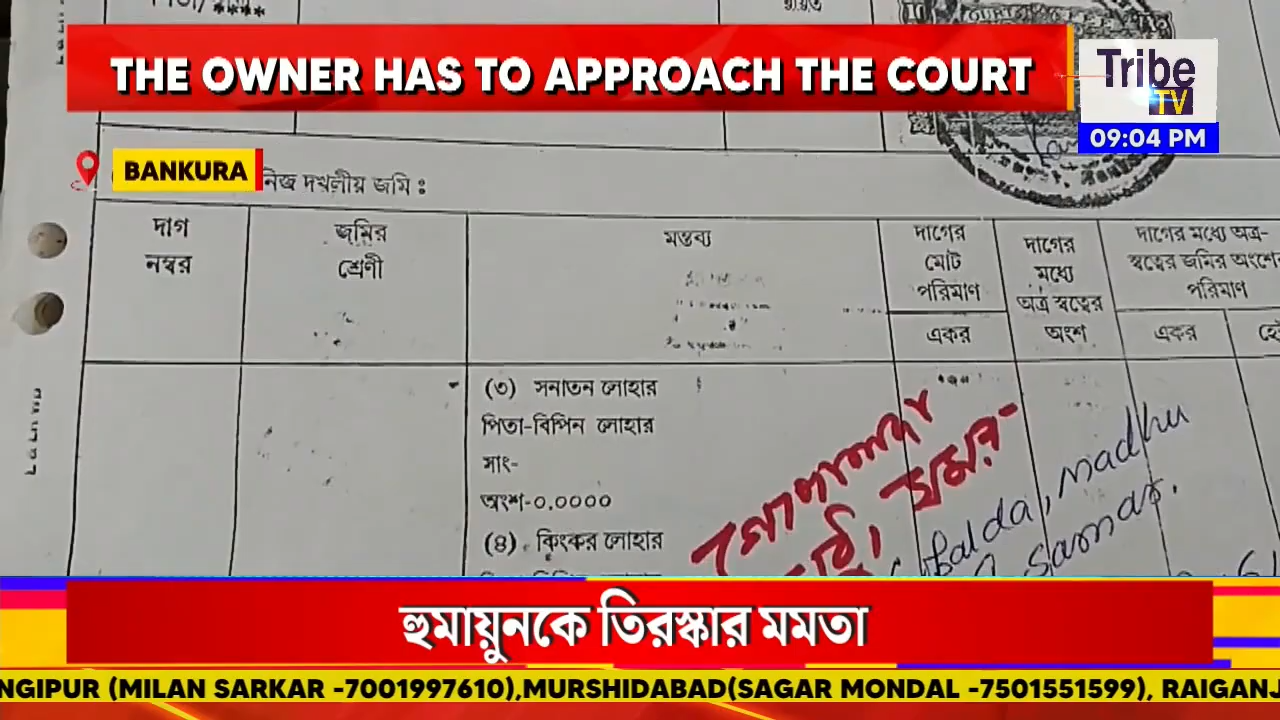 THE OWNER HAS TO APPROACH THE COURT
Tribe
TV
09:04 PM
BANKURA
নিজ দখলীয় জমি :
দাগ
নম্বর
জমির
শ্রেণী
মন্তব্য
দাগের
মোট
পরিমাণ
একর
দাগের
মধ্যে
অত্র স্বত্বের
অংশ
দাগের মধ্যে অত্র-
স্বত্বের জমির অংশের
পরিমাণ
একর
(৩) সনাতন লোহার
পিতা-বিপিন লোহার
সাং-
অংশ-০.০০০০
(৪) কিংকর লোহার
madhu
হুমায়ুনকে তিরস্কার মমতা
NGIPUR (MILAN SARKAR -7001997610),MURSHIDABAD(SAGAR MONDAL -7501551599), RAIGANJ